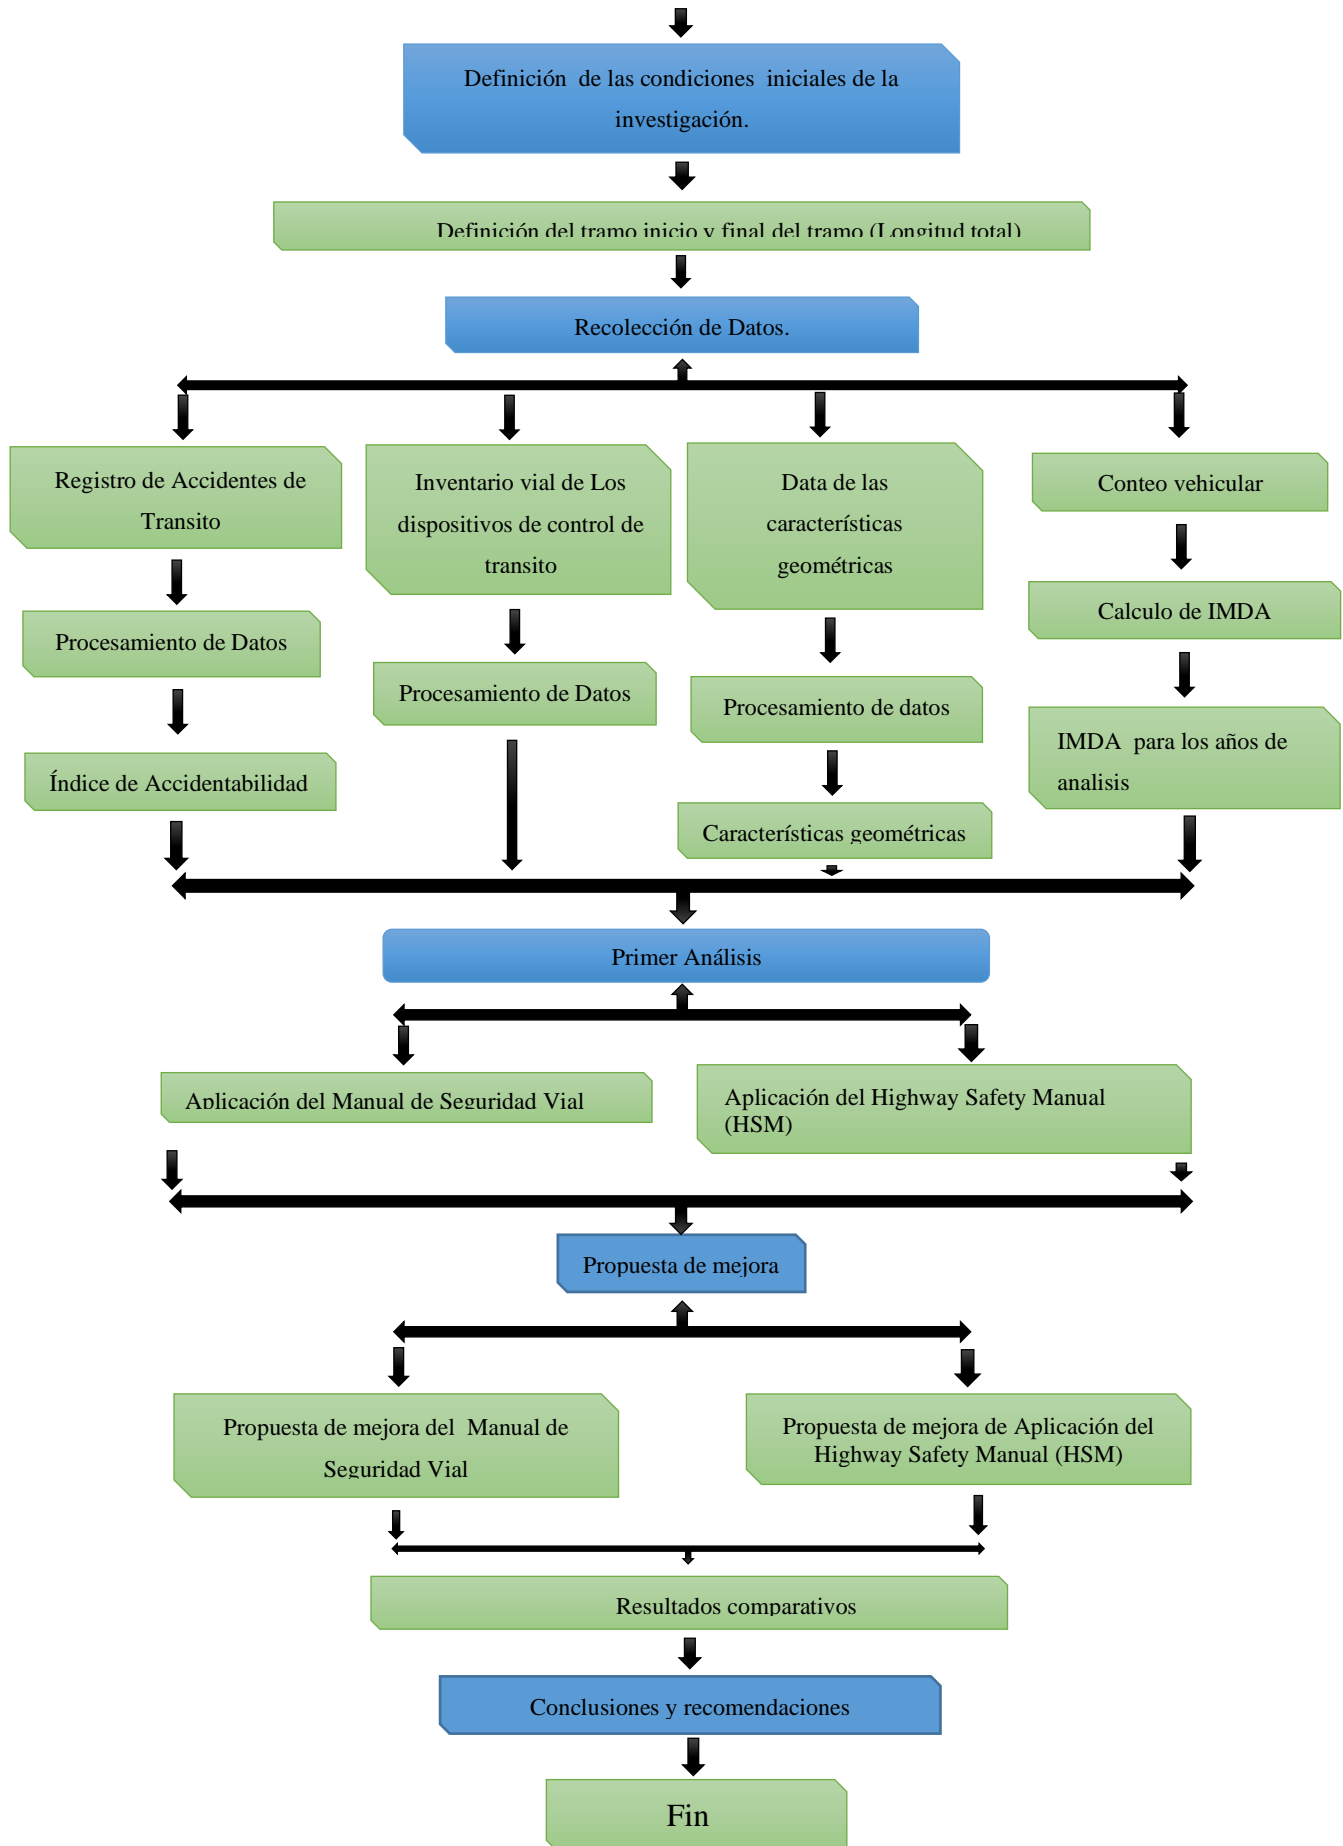 Definición de las condiciones iniciales de la
investigación.
Definición del tramo inicio y final del tramo (Longitud total)
Recolección de Datos.
Registro de Accidentes de
Transito
Inventario vial de Los
dispositivos de control de
transito
Data de las
características
geométricas
Conteo vehicular
Procesamiento de Datos
Procesamiento de Datos
Procesamiento de datos
Calculo de IMDA
Índice de Accidentabilidad
Características geométricas
IMDA para los años de
analisis
Primer Análisis
Aplicación del Manual de Seguridad Vial
Aplicación del Highway Safety Manual
(HSM)
Propuesta de mejora
Propuesta de mejora del Manual de
Seguridad Vial
Propuesta de mejora de Aplicación del
Highway Safety Manual (HSM)
Resultados comparativos
Conclusiones y recomendaciones
Fin